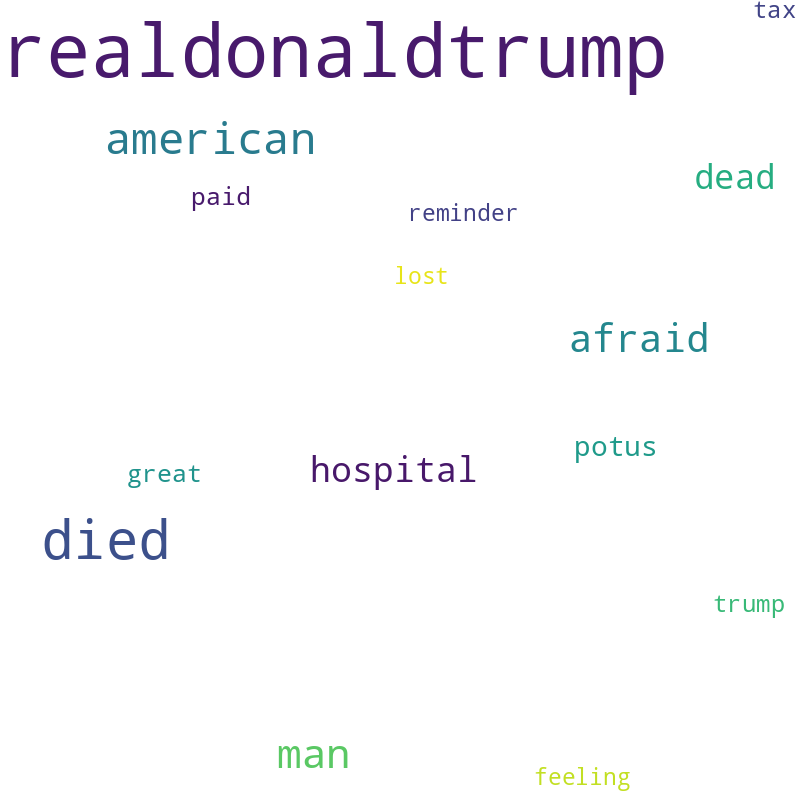 tax
realdonaldtrump
american
dead
paid
reminder
lost
afraid
potus
great
hospital
died
trump
man
feeling